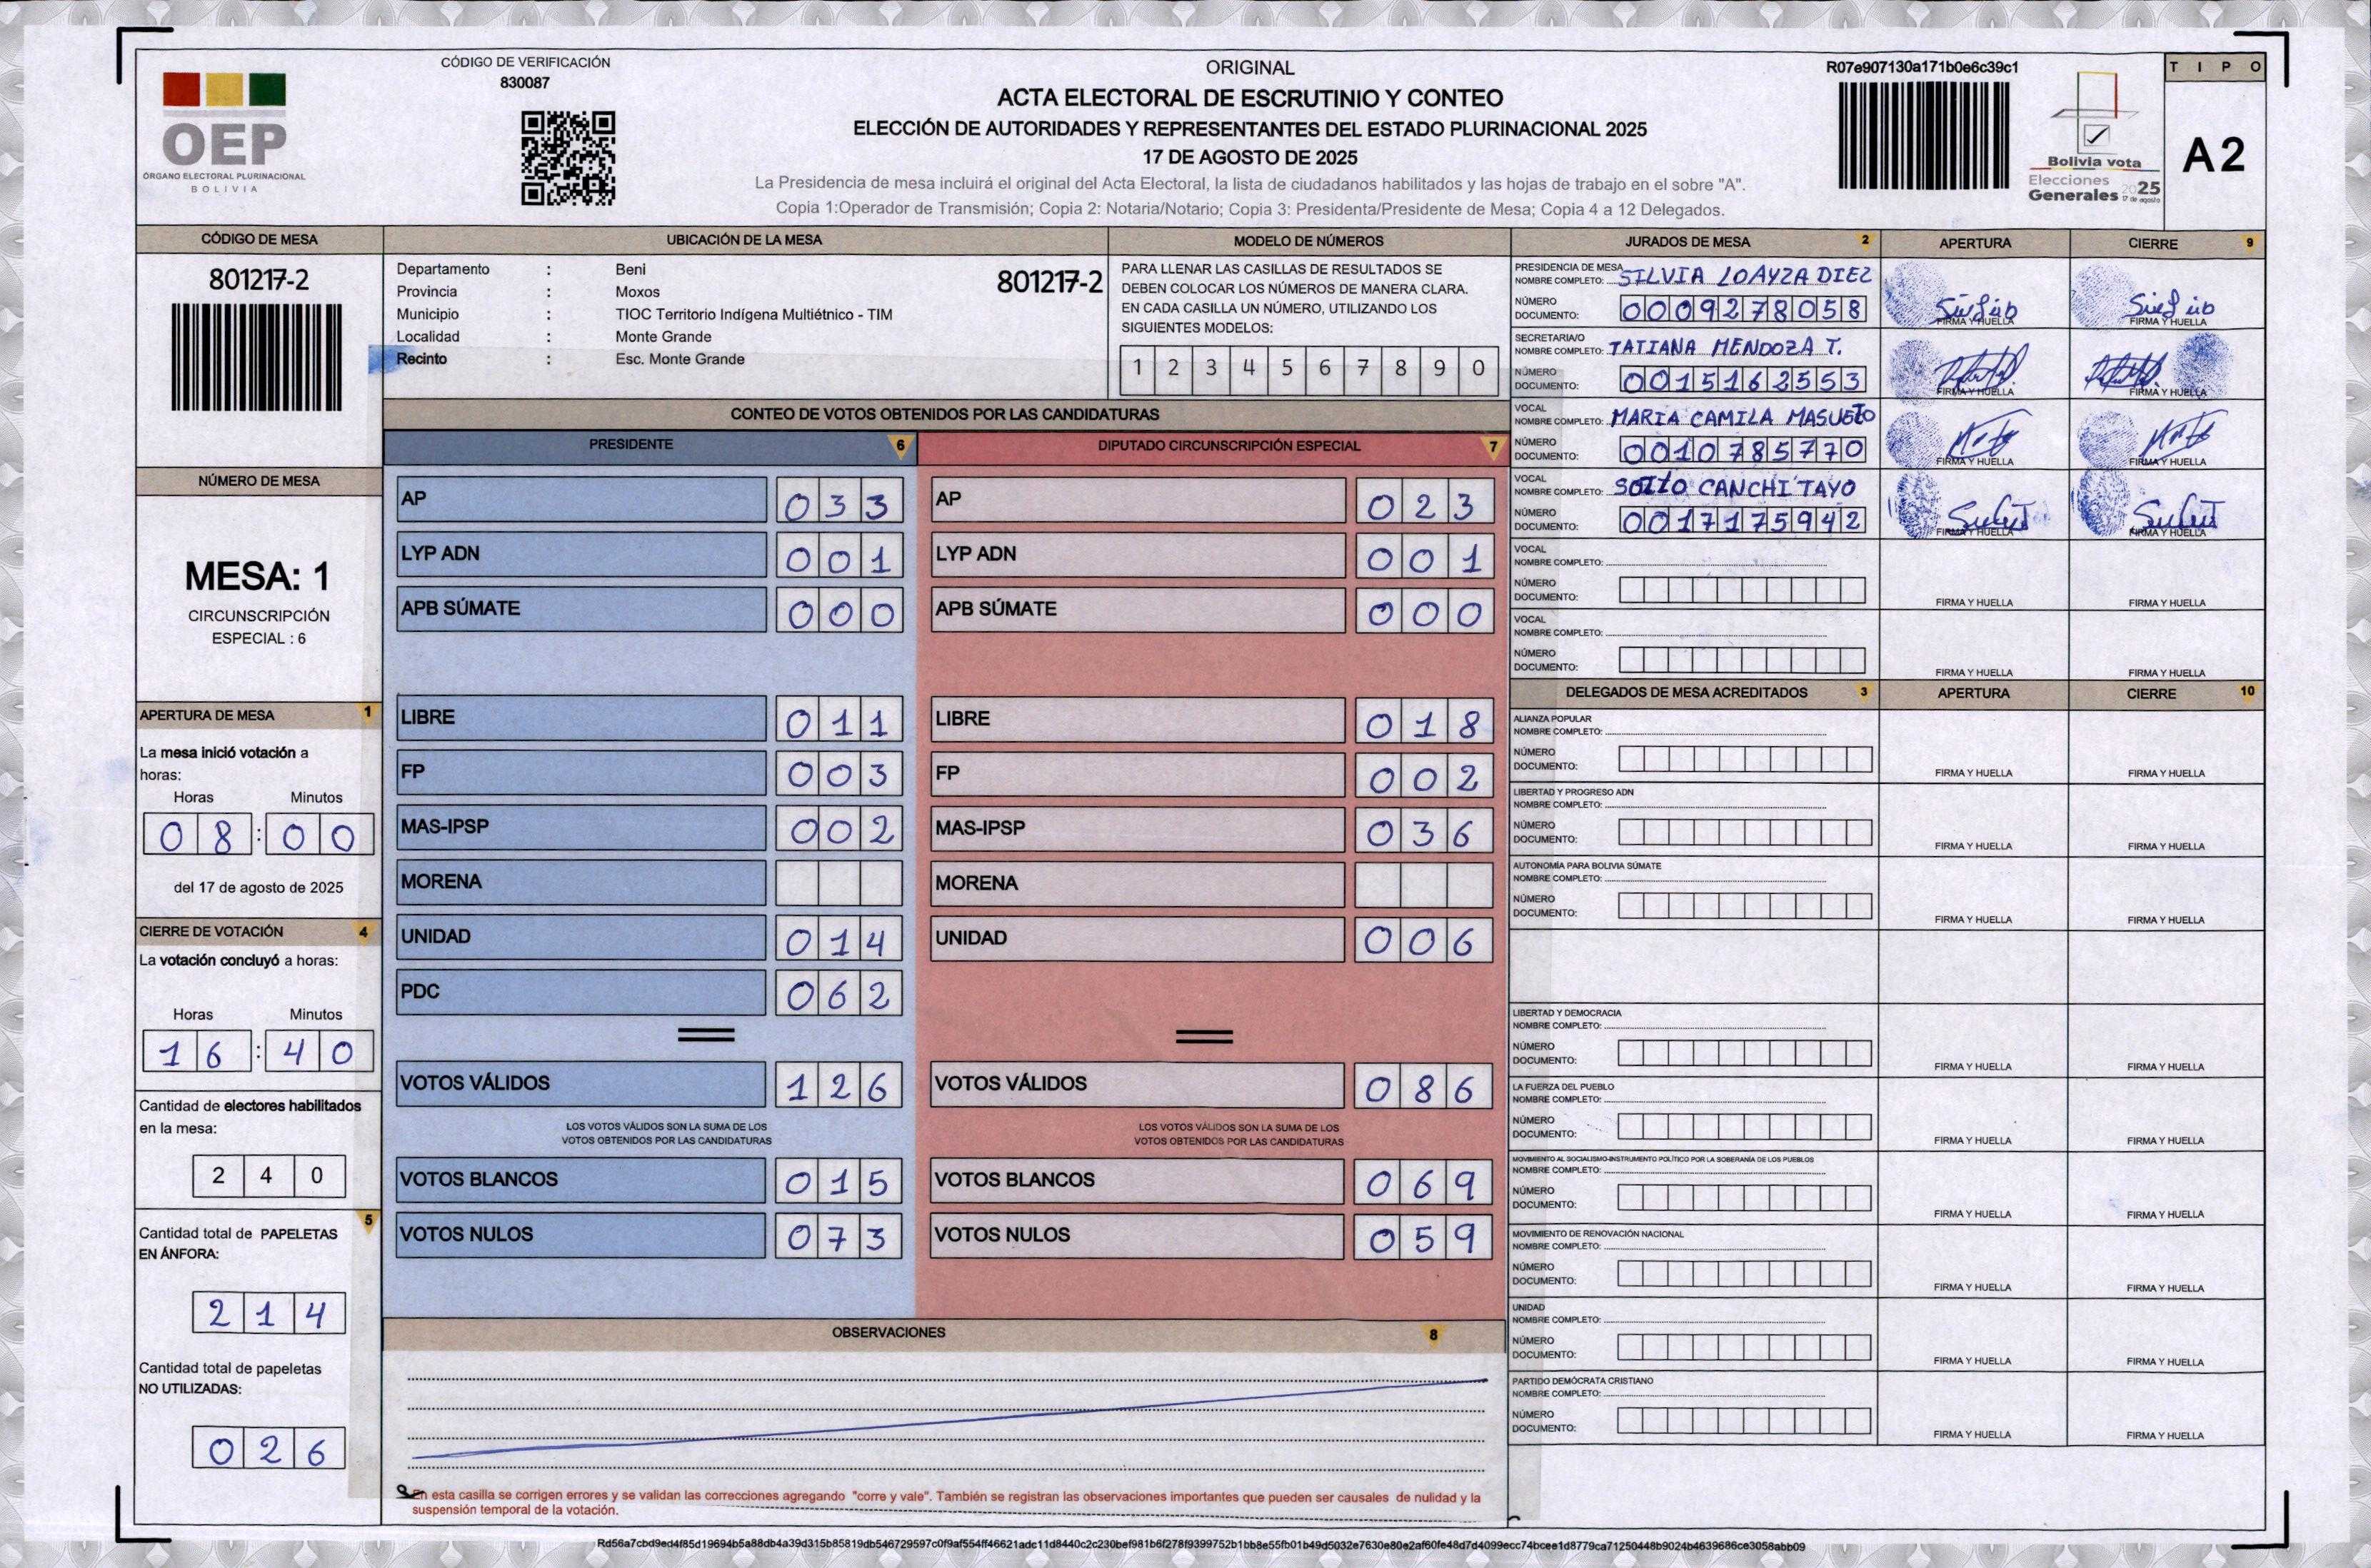 CÓDIGO DE VERIFICACIÓN
830087
OEP
ÓRGANO ELECTORAL PLURINACIONAL
BOLIVIA
ORIGINAL
ACTA ELECTORAL DE ESCRUTINIO Y CONTEO
ELECCIÓN DE AUTORIDADES Y REPRESENTANTES DEL ESTADO PLURINACIONAL 2025
17 DE AGOSTO DE 2025
La Presidencia de mesa incluirá el original del Acta Electoral, la lista de ciudadanos habilitados y las hojas de trabajo en el sobre "A".
Copia 1:Operador de Transmisión; Copia 2: Notaria/Notario; Copia 3: Presidenta/Presidente de Mesa; Copia 4 a 12 Delegados.
R07e907130a171b0e6c39c1
Bolivia vota
Elecciones
Generales 2025
17 de agosto
TIPO
A2
CÓDIGO DE MESA
801217-2
NÚMERO DE MESA
MESA: 1
CIRCUNSCRIPCIÓN
ESPECIAL : 6
APERTURA DE MESA 1
La mesa inició votación a
horas:
Horas Minutos
08:00
del 17 de agosto de 2025
CIERRE DE VOTACIÓN 4
La votación concluyó a horas:
Horas Minutos
16:40
Cantidad de electores habilitados
en la mesa:
240
Cantidad total de PAPELETAS 5
EN ÁNFORA:
214
Cantidad total de papeletas
NO UTILIZADAS:
026
UBICACIÓN DE LA MESA
Departamento : Beni
801217-2
Provincia : Moxos
Municipio : TIOC Territorio Indígena Multiétnico - TIM
Localidad : Monte Grande
Recinto : Esc. Monte Grande
MODELO DE NÚMEROS
PARA LLENAR LAS CASILLAS DE RESULTADOS SE
DEBEN COLOCAR LOS NÚMEROS DE MANERA CLARA.
EN CADA CASILLA UN NÚMERO, UTILIZANDO LOS
SIGUIENTES MODELOS:
1 2 3 4 5 6 7 8 9 0
CONTEO DE VOTOS OBTENIDOS POR LAS CANDIDATURAS
PRESIDENTE 6
AP 033
LYP ADN 001
APB SÚMATE 000
LIBRE 011
FP 003
MAS-IPSP 002
MORENA
UNIDAD 014
PDC 062
VOTOS VÁLIDOS 126
LOS VOTOS VÁLIDOS SON LA SUMA DE LOS
VOTOS OBTENIDOS POR LAS CANDIDATURAS
VOTOS BLANCOS 015
VOTOS NULOS 073
DIPUTADO CIRCUNSCRIPCIÓN ESPECIAL 7
AP 023
LYP ADN 001
APB SÚMATE 000
LIBRE 018
FP 002
MAS-IPSP 036
MORENA
UNIDAD 006
VOTOS VÁLIDOS 086
LOS VOTOS VÁLIDOS SON LA SUMA DE LOS
VOTOS OBTENIDOS POR LAS CANDIDATURAS
VOTOS BLANCOS 069
VOTOS NULOS 059
OBSERVACIONES 8
En esta casilla se corrigen errores y se validan las correcciones agregando "corre y vale". También se registran las observaciones importantes que pueden ser causales de nulidad y la
suspensión temporal de la votación.
JURADOS DE MESA 2 APERTURA CIERRE 9
PRESIDENCIA DE MESA
NOMBRE COMPLETO: SILVIA LOAYZA DIEZ
NÚMERO
DOCUMENTO: 0009278058
FIRMA Y HUELLA FIRMA Y HUELLA
SECRETARIA/O
NOMBRE COMPLETO: TATIANA MENDOZA T.
NÚMERO
DOCUMENTO: 0015162553
FIRMA Y HUELLA FIRMA Y HUELLA
VOCAL
NOMBRE COMPLETO: MARIA CAMILA MASUETO
NÚMERO
DOCUMENTO: 0010785770
FIRMA Y HUELLA FIRMA Y HUELLA
VOCAL
NOMBRE COMPLETO: CANCHI TAYO
NÚMERO
DOCUMENTO: 0017175942
FIRMA Y HUELLA FIRMA Y HUELLA
VOCAL
NOMBRE COMPLETO:
NÚMERO
DOCUMENTO:
FIRMA Y HUELLA FIRMA Y HUELLA
VOCAL
NOMBRE COMPLETO:
NÚMERO
DOCUMENTO:
FIRMA Y HUELLA FIRMA Y HUELLA
DELEGADOS DE MESA ACREDITADOS 3 APERTURA CIERRE 10
ALIANZA POPULAR
NOMBRE COMPLETO:
NÚMERO
DOCUMENTO:
FIRMA Y HUELLA FIRMA Y HUELLA
LIBERTAD Y PROGRESO ADN
NOMBRE COMPLETO:
NÚMERO
DOCUMENTO:
FIRMA Y HUELLA FIRMA Y HUELLA
AUTONOMÍA PARA BOLIVIA SÚMATE
NOMBRE COMPLETO:
NÚMERO
DOCUMENTO:
FIRMA Y HUELLA FIRMA Y HUELLA
LIBERTAD Y DEMOCRACIA
NOMBRE COMPLETO:
NÚMERO
DOCUMENTO:
FIRMA Y HUELLA FIRMA Y HUELLA
LA FUERZA DEL PUEBLO
NOMBRE COMPLETO:
NÚMERO
DOCUMENTO:
FIRMA Y HUELLA FIRMA Y HUELLA
MOVIMIENTO AL SOCIALISMO-INSTRUMENTO POLÍTICO POR LA SOBERANÍA DE LOS PUEBLOS
NOMBRE COMPLETO:
NÚMERO
DOCUMENTO:
FIRMA Y HUELLA FIRMA Y HUELLA
MOVIMIENTO DE RENOVACIÓN NACIONAL
NOMBRE COMPLETO:
NÚMERO
DOCUMENTO:
FIRMA Y HUELLA FIRMA Y HUELLA
UNIDAD
NOMBRE COMPLETO:
NÚMERO
DOCUMENTO:
FIRMA Y HUELLA FIRMA Y HUELLA
PARTIDO DEMÓCRATA CRISTIANO
NOMBRE COMPLETO:
NÚMERO
DOCUMENTO:
FIRMA Y HUELLA FIRMA Y HUELLA